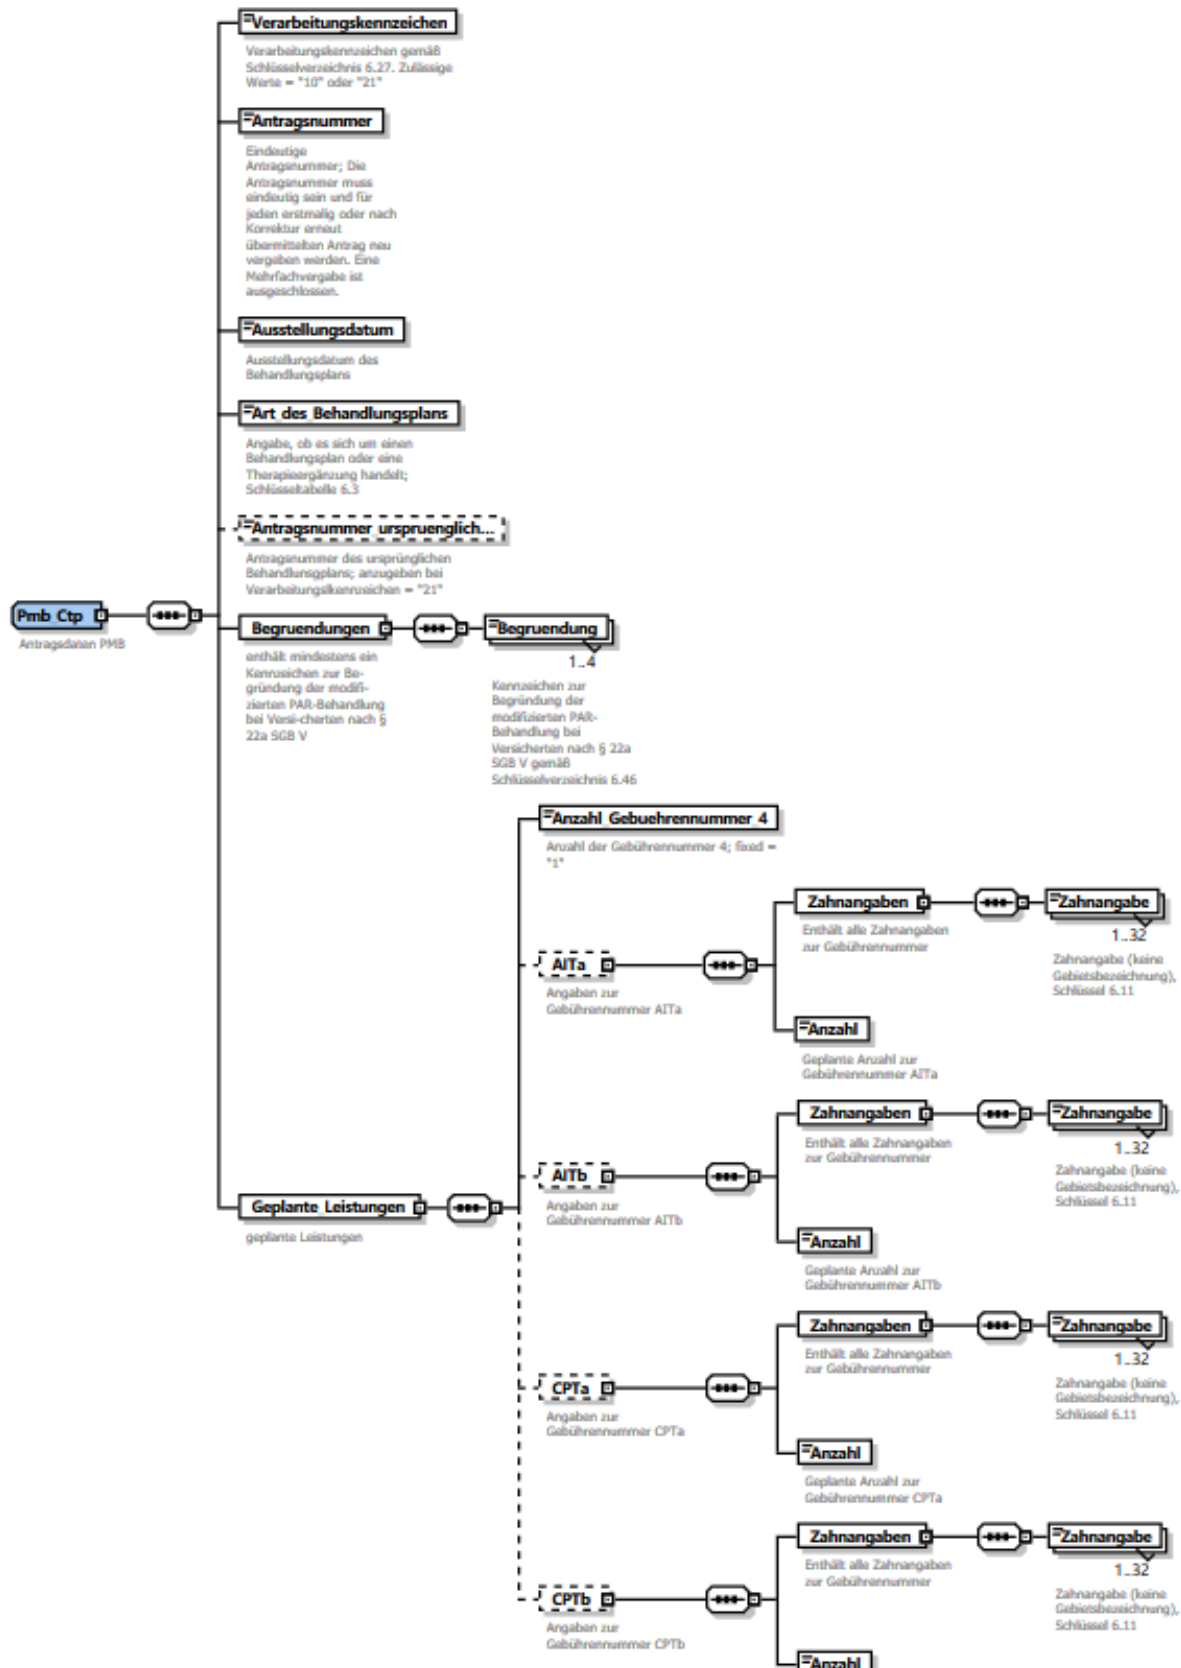 Verarbeitungskennzeichen
Verarbeitungskennzeichen gemäß
Schlüsselverzeichnis 6.27. Zulässige
Werte = "10" oder "21"
Antragsnummer
Eindeutige
Antragsnummer; Die
Antragsnummer muss
eindeutig sein und für
jeden erstmalig oder nach
Korrektur erneut
übermittelten Antrag neu
vergeben werden. Eine
Mehrfachvergabe ist
ausgeschlossen.
Ausstellungsdatum
Ausstellungsdatum des
Behandlungsplans
Art_des_Behandlungsplans
Angabe, ob es sich um einen
Behandlungsplan oder eine
Therapieergänzung handelt;
Schlüsseltabelle 6.3
Antragsnummer_urspruenglich...
Antragsnummer des ursprünglichen
Behandlunsgplans; anzugeben bei
Verarbeitungslkennzeichen = "21"
Pmb_Ctp
Antragsdaten PMB
Begruendungen
enthält mindestens ein
Kennzeichen zur Be-
gründung der modifi-
zierten PAR-Behandlung
bei Versi-cherten nach §
22a SGB V
Begruendung
1..4
Kennzeichen zur
Begründung der
modifizierten PAR-
Behandlung bei
Versicherten nach § 22a
SGB V gemäß
Schlüsselverzeichnis 6.46
Geplante_Leistungen
geplante Leistungen
Anzahl_Gebuehrennummer_4
Anzahl der Gebührennummer 4; fixed =
"1"
AITa
Angaben zur
Gebührennummer AITa
Zahnangaben
Enthält alle Zahnangaben
zur Gebührennummer
Zahnangabe
1..32
Zahnangabe (keine
Gebietsbezeichnung),
Schlüssel 6.11
Anzahl
Geplante Anzahl zur
Gebührennummer AITa
AITb
Angaben zur
Gebührennummer AITb
Zahnangaben
Enthält alle Zahnangaben
zur Gebührennummer
Zahnangabe
1..32
Zahnangabe (keine
Gebietsbezeichnung),
Schlüssel 6.11
Anzahl
Geplante Anzahl zur
Gebührennummer AITb
CPTa
Angaben zur
Gebührennummer CPTa
Zahnangaben
Enthält alle Zahnangaben
zur Gebührennummer
Zahnangabe
1..32
Zahnangabe (keine
Gebietsbezeichnung),
Schlüssel 6.11
Anzahl
Geplante Anzahl zur
Gebührennummer CPTa
CPTb
Angaben zur
Gebührennummer CPTb
Zahnangaben
Enthält alle Zahnangaben
zur Gebührennummer
Zahnangabe
1..32
Zahnangabe (keine
Gebietsbezeichnung),
Schlüssel 6.11
Anzahl